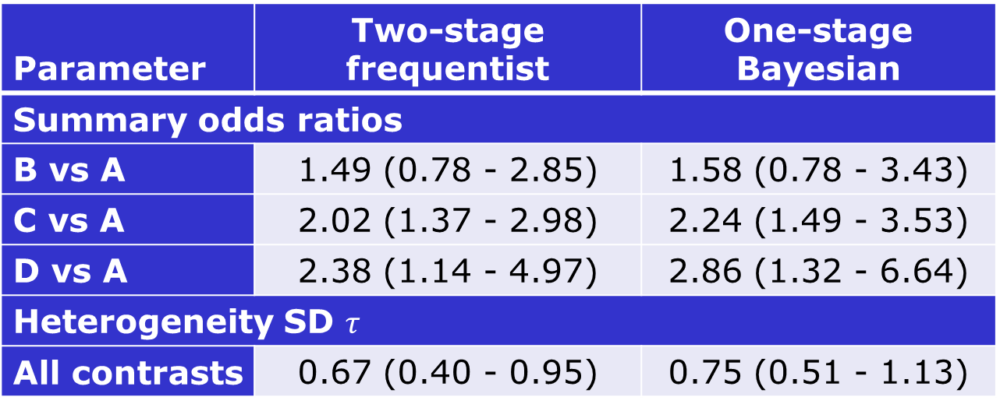 Parameter Two-stage frequentist One-stage Bayesian
Summary odds ratios
B vs A 1.49 (0.78 - 2.85) 1.58 (0.78 - 3.43)
C vs A 2.02 (1.37 - 2.98) 2.24 (1.49 - 3.53)
D vs A 2.38 (1.14 - 4.97) 2.86 (1.32 - 6.64)
Heterogeneity SD τ
All contrasts 0.67 (0.40 - 0.95) 0.75 (0.51 - 1.13)